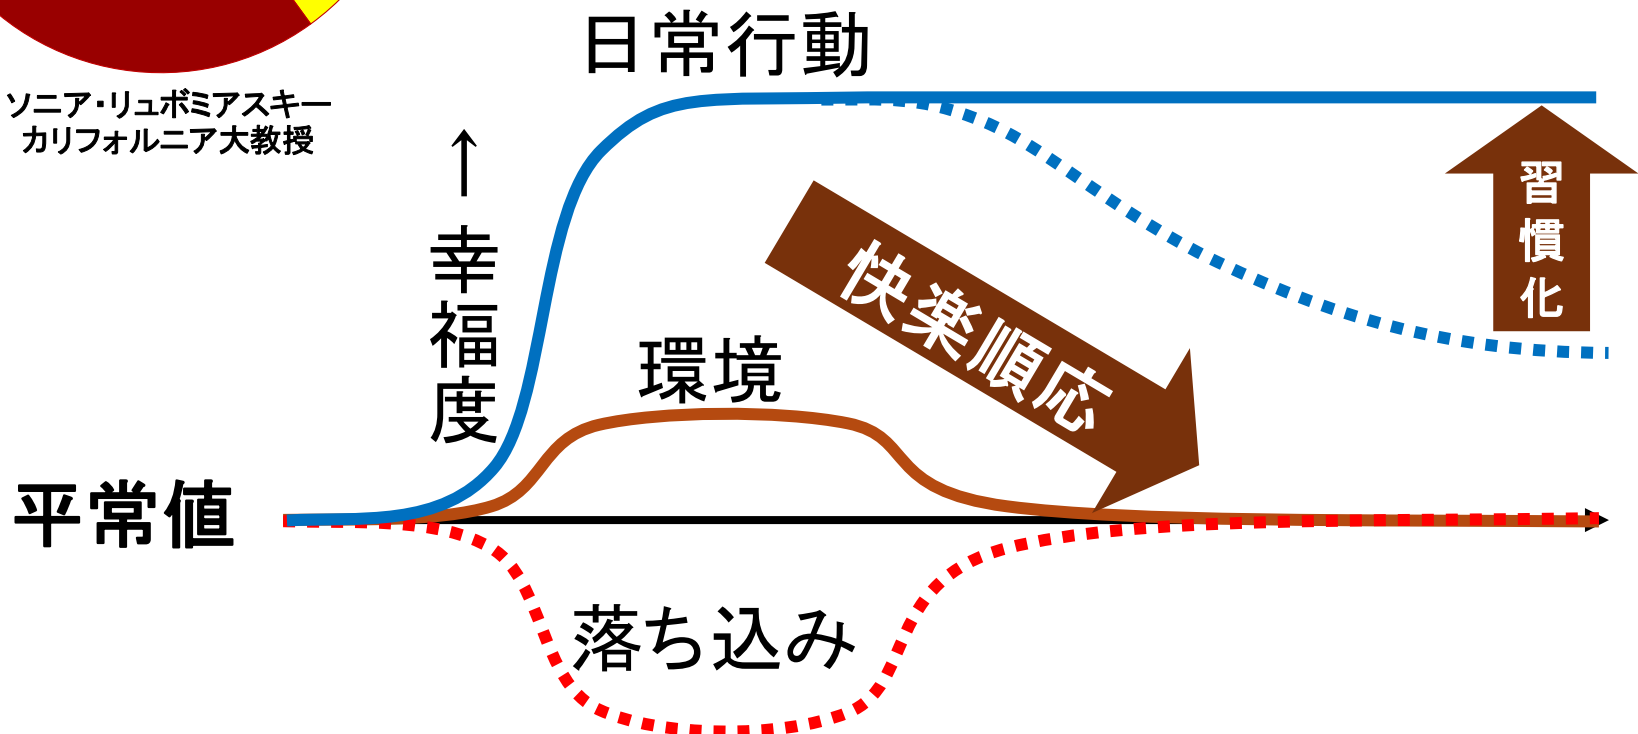 日常行動
ソニア・リュボミアスキー
カリフォルニア大教授
↑
幸福度
習慣化
快楽順応
環境
平常値
落ち込み